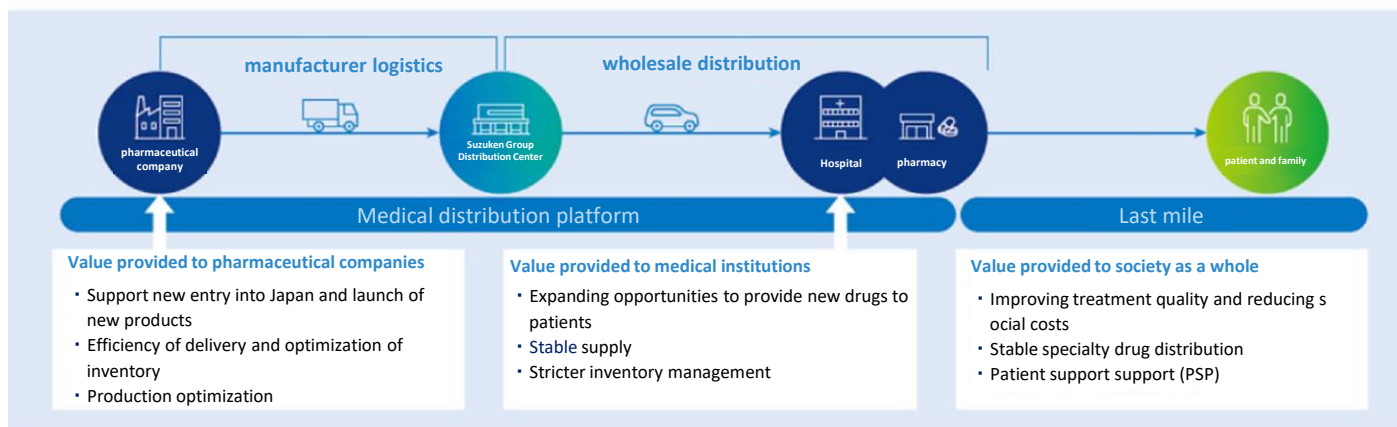 manufacturer logistics
wholesale distribution
pharmaceutical
company
Suzuken Group
Distribution Center
Hospital
pharmacy
patient and family
Medical distribution platform
Last mile
Value provided to pharmaceutical companies
・Support new entry into Japan and launch of
new products
・Efficiency of delivery and optimization of
inventory
・Production optimization
Value provided to medical institutions
・Expanding opportunities to provide new drugs to
patients
・Stable supply
・Stricter inventory management
Value provided to society as a whole
・Improving treatment quality and reducing s
ocial costs
・Stable specialty drug distribution
・Patient support support (PSP)